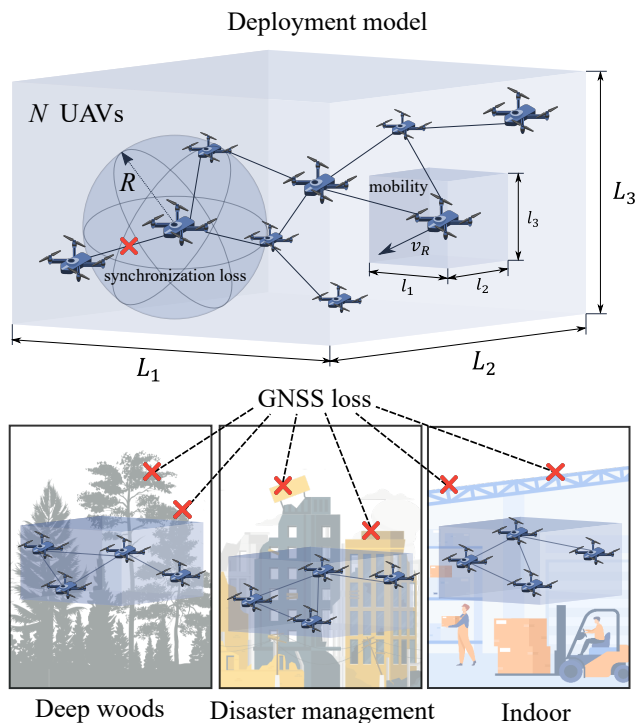 Deployment model
N UAVs
R
mobility
synchronization loss
v_R
l_1
l_2
l_3
L_1
L_2
L_3
GNSS loss
Deep woods
Disaster management
Indoor